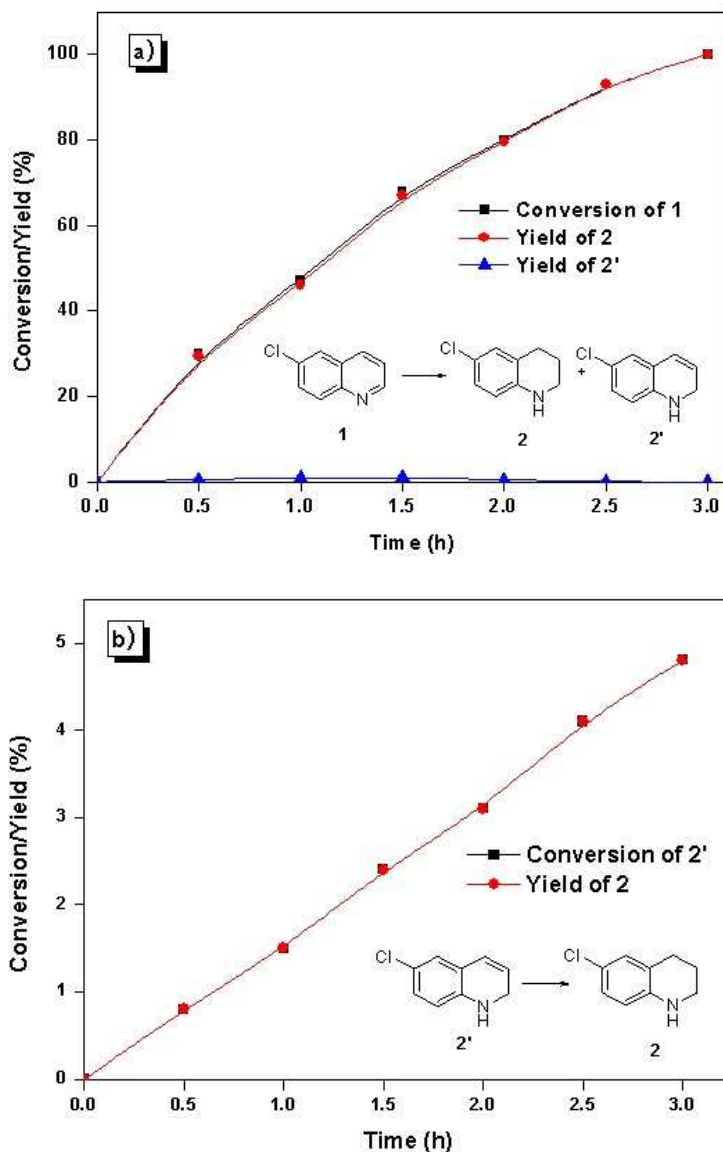 a)
Conversion/Yield (%)
100
80
60
40
20
0
Conversion of 1
Yield of 2
Yield of 2'
Cl
N
1
Cl
N
H
2
+
Cl
N
H
2'
0.0 0.5 1.0 1.5 2.0 2.5 3.0
Time (h)
b)
Conversion/Yield (%)
5
4
3
2
1
0
Conversion of 2'
Yield of 2
Cl
N
H
2'
Cl
N
H
2
0.0 0.5 1.0 1.5 2.0 2.5 3.0
Time (h)